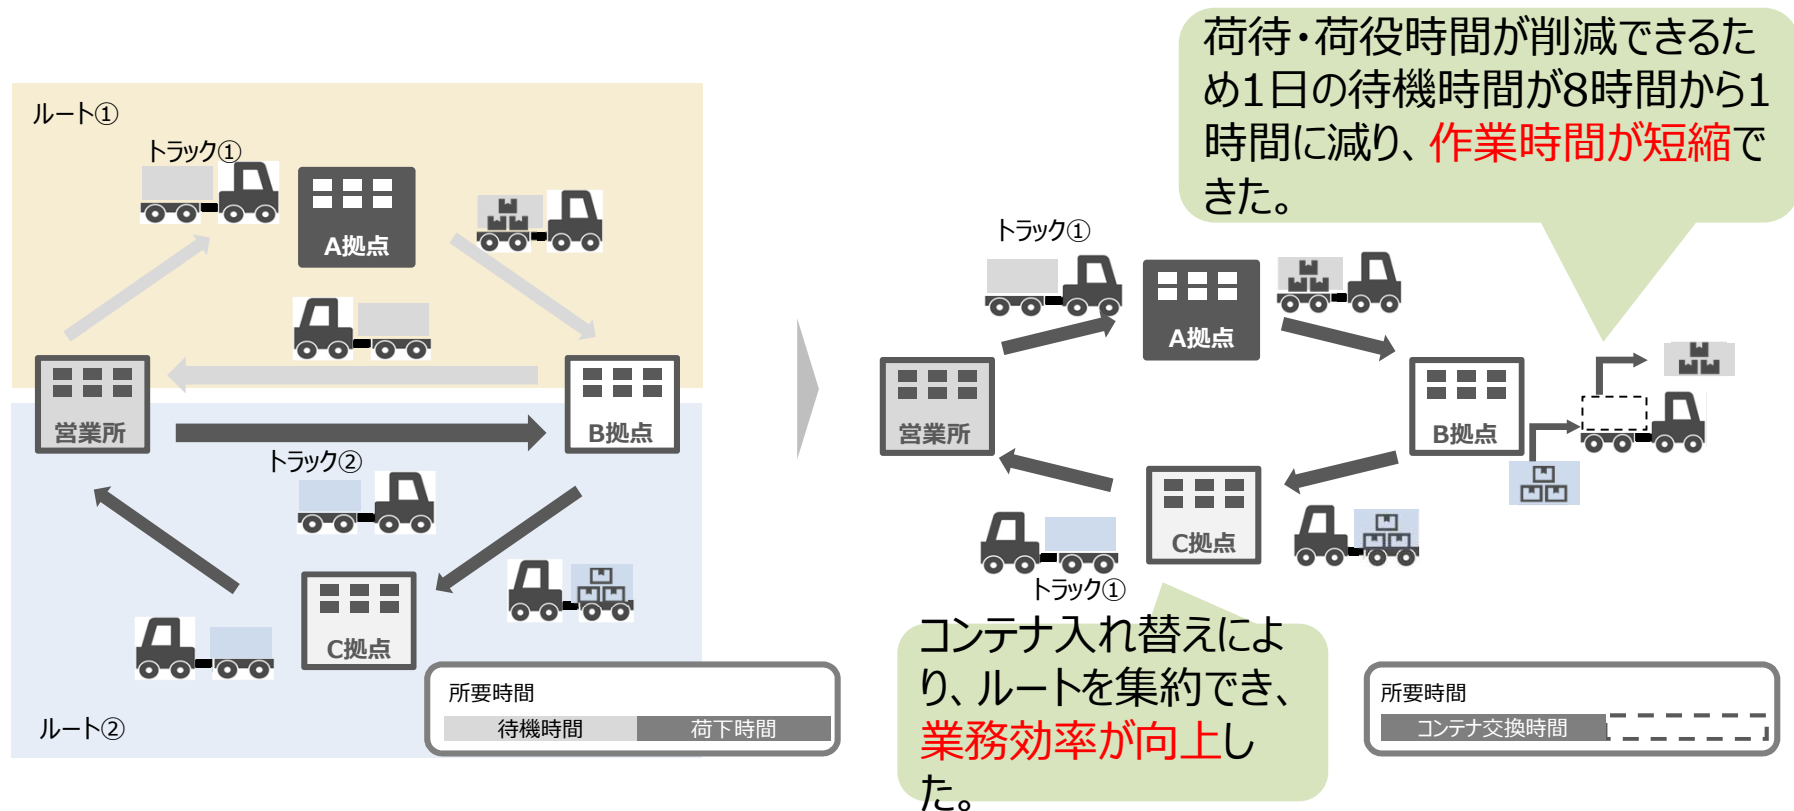 ルート①
トラック①
A拠点
営業所
B拠点
トラック②
C拠点
ルート②
所要時間
待機時間
荷下時間
荷待・荷役時間が削減できるた
め1日の待機時間が8時間から1
時間に減り、作業時間が短縮で
きた。
トラック①
A拠点
営業所
B拠点
C拠点
トラック①
コンテナ入れ替えによ
り、ルートを集約でき、
業務効率が向上し
た。
所要時間
コンテナ交換時間